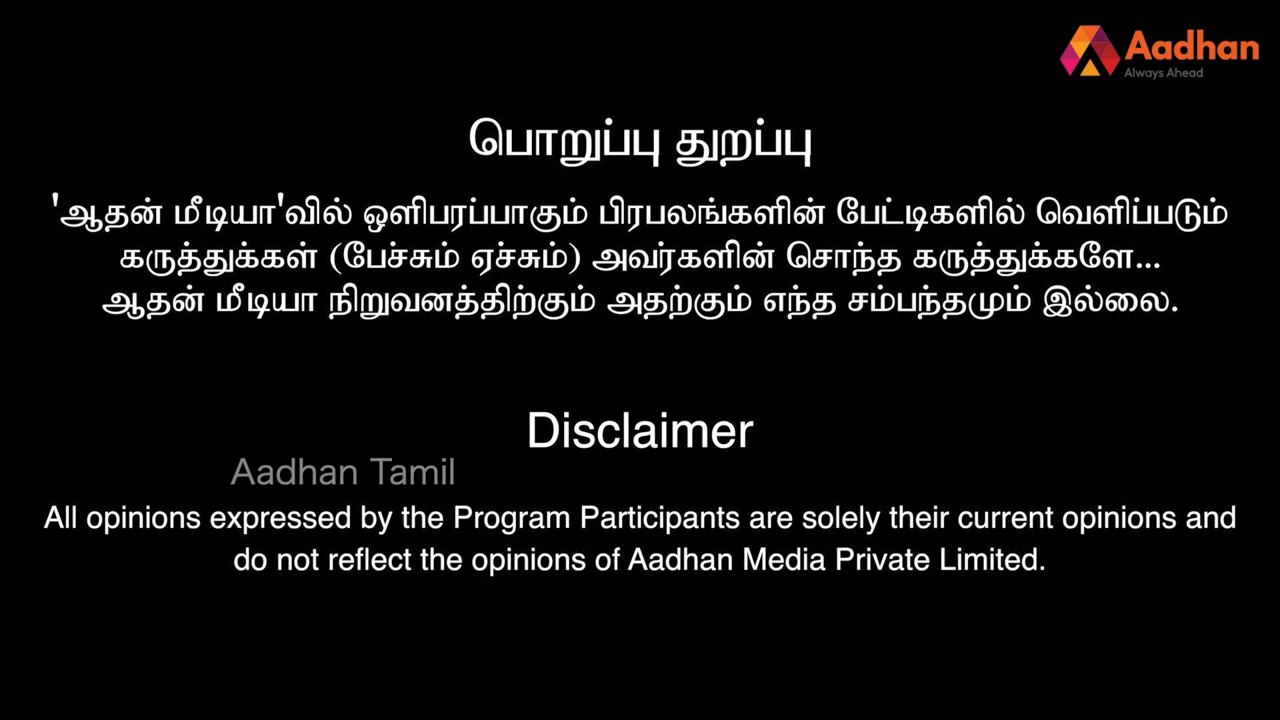 Aadhan
Always Ahead
பொறுப்பு துறப்பு
'ஆதன் மீடியா'வில் ஒளிபரப்பாகும் பிரபலங்களின் பேட்டிகளில் வெளிப்படும்
கருத்துக்கள் (பேச்சும் ஏச்சும்) அவர்களின் சொந்த கருத்துக்களே...
ஆதன் மீடியா நிறுவனத்திற்கும் அதற்கும் எந்த சம்பந்தமும் இல்லை.
Disclaimer
Aadhan Tamil
All opinions expressed by the Program Participants are solely their current opinions and
do not reflect the opinions of Aadhan Media Private Limited.